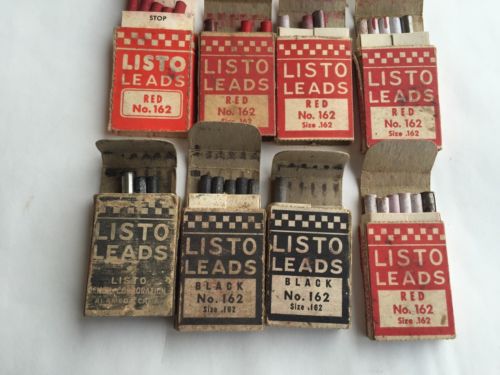 STOP
LISTO
LEADS
RED
No. 162
LISTO
LEADS
RED
No. 162
Size .162
LISTO
LEADS
RED
No. 162
Size .162
LISTO
LEADS
RED
No. 162
Size .162
LISTO
LEADS
LISTO
CORPORATION
LISTO
LEADS
BLACK
No. 162
Size .162
LISTO
LEADS
BLACK
No. 162
Size .162
LISTO
LEADS
RED
No. 162
Size .162